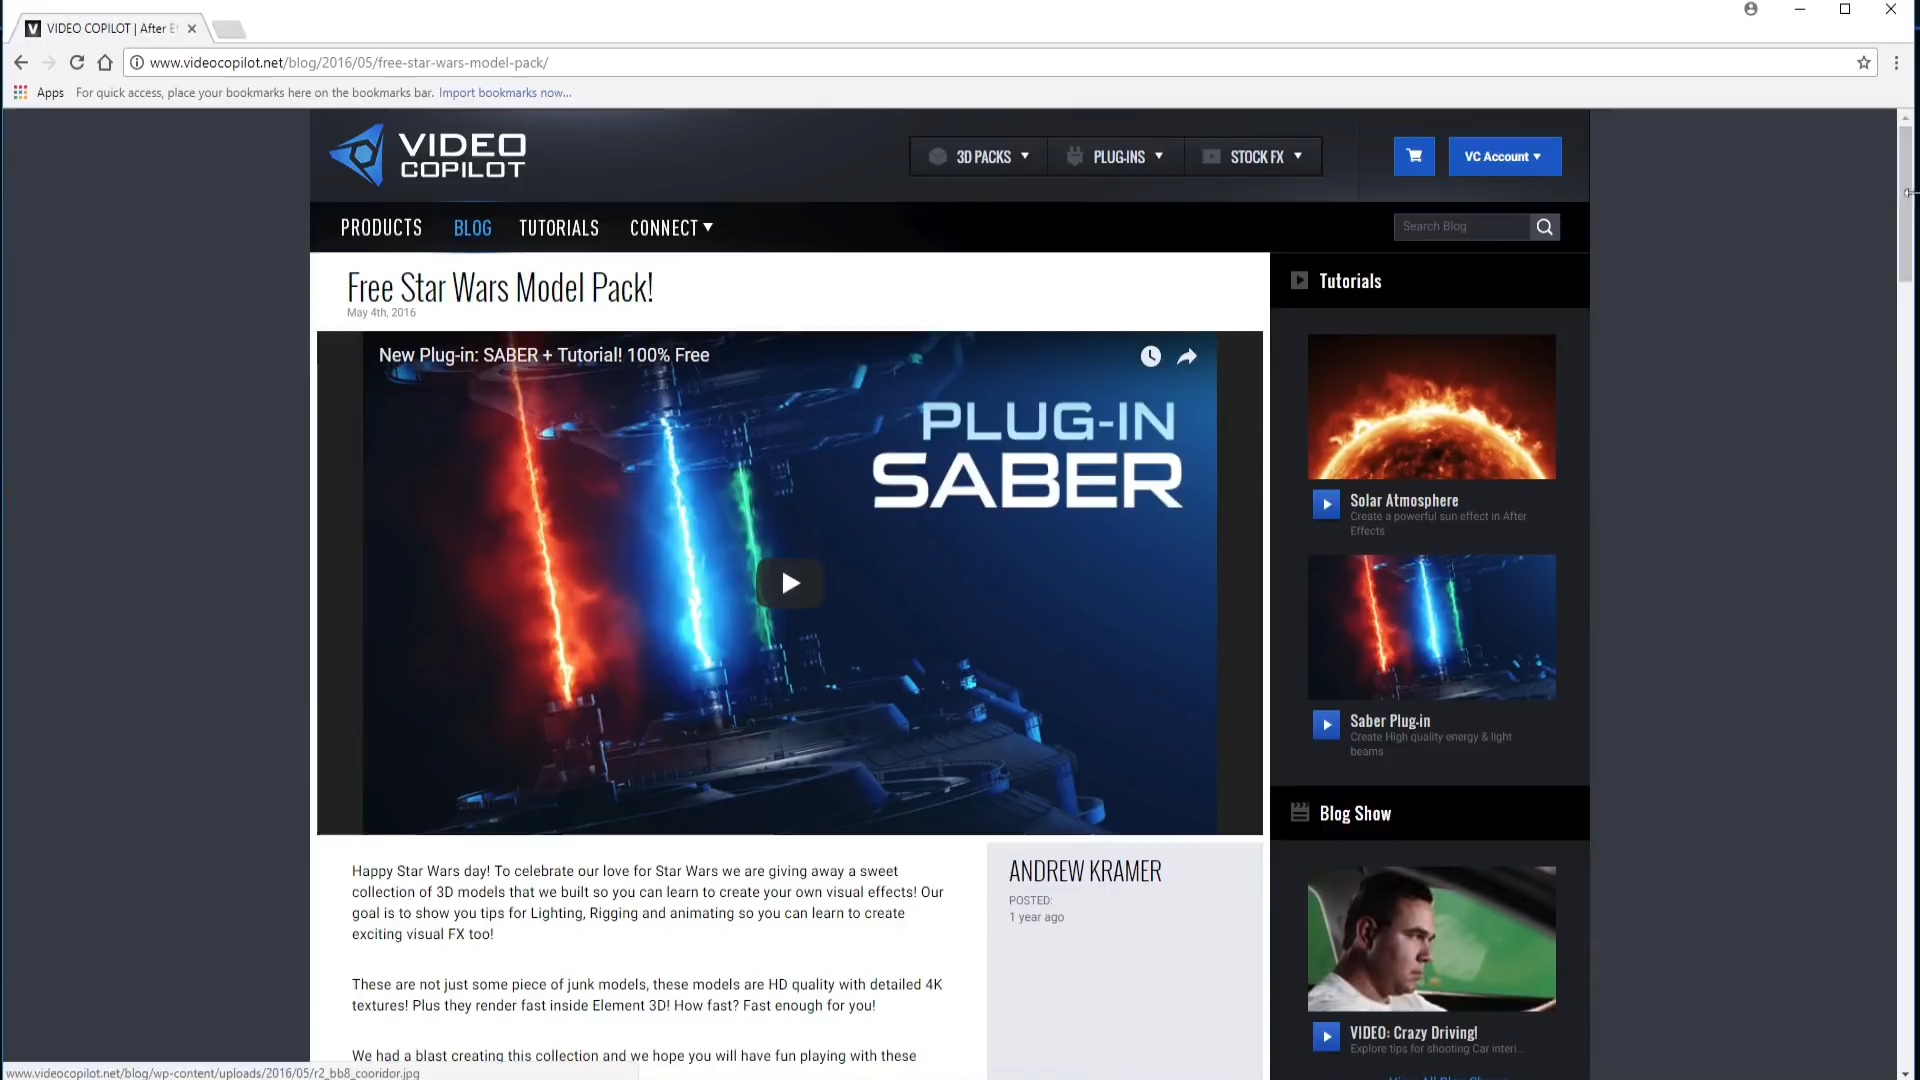 VIDEO COPILOT | After E
www.videocopilot.net/blog/2016/05/free-star-wars-model-pack/
Apps For quick access, place your bookmarks here on the bookmarks bar. Import bookmarks now...
VIDEO
COPILOT
3D PACKS
PLUG-INS
STOCK FX
VC Account
PRODUCTS
BLOG
TUTORIALS
CONNECT
Search Blog
Free Star Wars Model Pack!
May 4th, 2016
New Plug-in: SABER + Tutorial! 100% Free
PLUG-IN
SABER
Happy Star Wars day! To celebrate our love for Star Wars we are giving away a sweet
collection of 3D models that we built so you can learn to create your own visual effects! Our
goal is to show you tips for Lighting, Rigging and animating so you can learn to create
exciting visual FX too!
These are not just some piece of junk models, these models are HD quality with detailed 4K
textures! Plus they render fast inside Element 3D! How fast? Fast enough for you!
We had a blast creating this collection and we hope you will have fun playing with these
ANDREW KRAMER
POSTED:
1 year ago
Tutorials
Solar Atmosphere
Create a powerful sun effect in After
Effects
Saber Plug-in
Create High quality energy & light
beams
Blog Show
VIDEO: Crazy Driving!
Explore tips for shooting Car interi...
www.videocopilot.net/blog/wp-content/uploads/2016/05/r2_bb8_cooridor.jpg